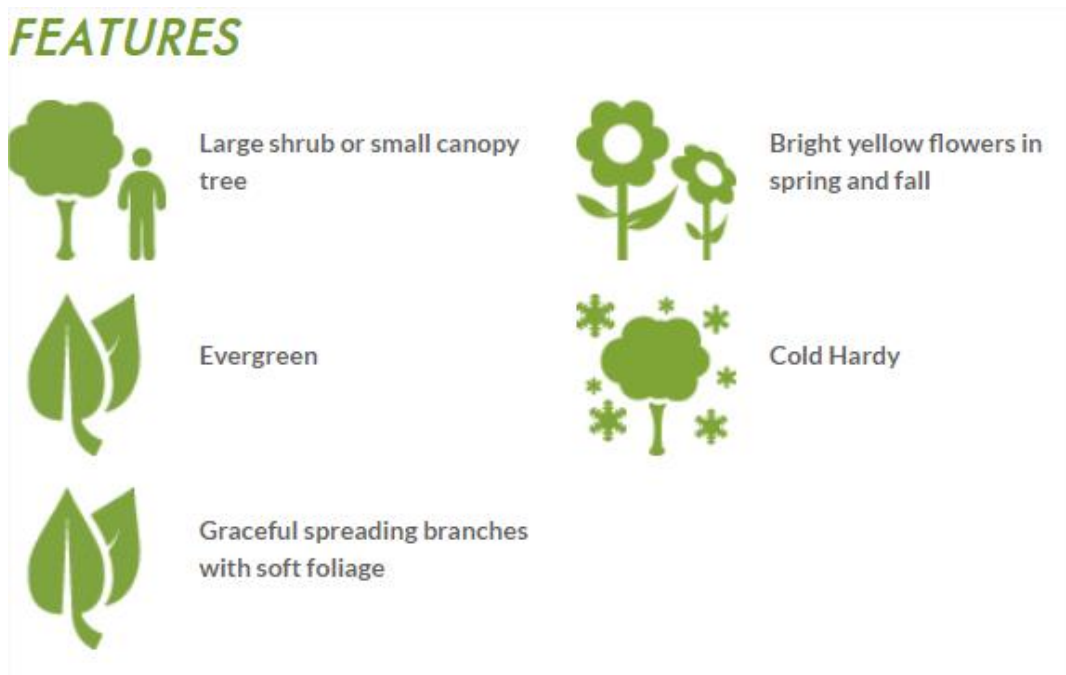 FEATURES
Large shrub or small canopy
tree
Bright yellow flowers in
spring and fall
Evergreen
Cold Hardy
Graceful spreading branches
with soft foliage